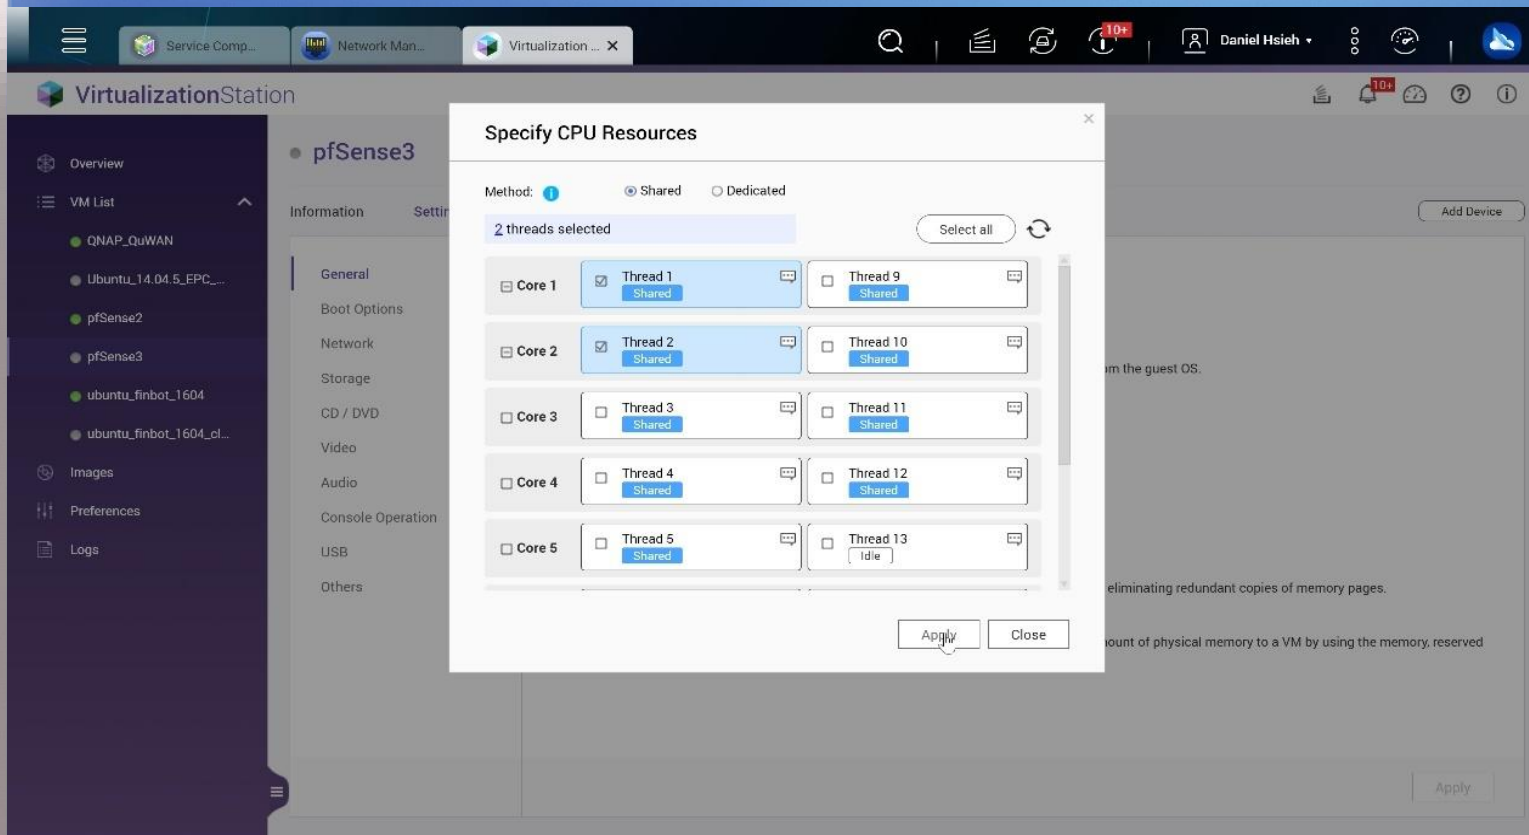 Service Comp...
Network Man...
Virtualization ...
10+
Daniel Hsieh
VirtualizationStation
10+
Overview
VM List
QNAP_QuWAN
Ubuntu_14.04.5_EPC_...
pfSense2
pfSense3
ubuntu_finbot_1604
ubuntu_finbot_1604_cl...
Images
Preferences
Logs
pfSense3
Information
Settin
Add Device
General
Boot Options
Network
Storage
CD / DVD
Video
Audio
Console Operation
USB
Others
Specify CPU Resources
Method:
Shared
Dedicated
2 threads selected
Select all
Core 1
Thread 1
Shared
Thread 9
Shared
Core 2
Thread 2
Shared
Thread 10
Shared
Core 3
Thread 3
Shared
Thread 11
Shared
Core 4
Thread 4
Shared
Thread 12
Shared
Core 5
Thread 5
Shared
Thread 13
Idle
Apply
Close
om the guest OS.
eliminating redundant copies of memory pages.
ount of physical memory to a VM by using the memory, reserved
Apply